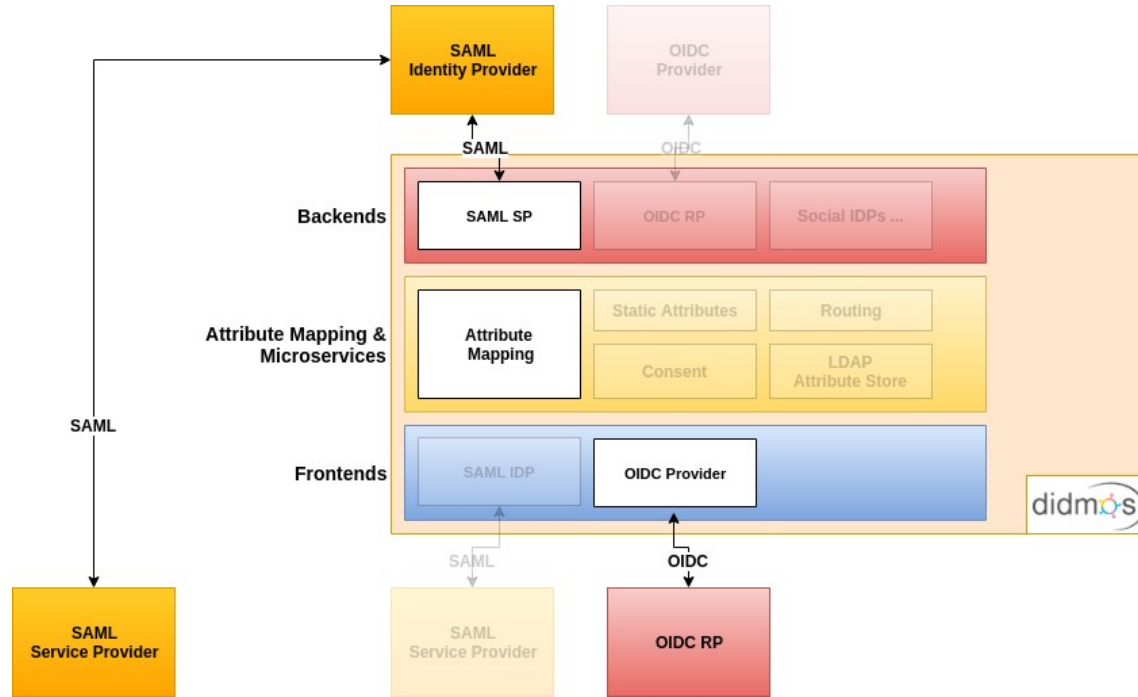 SAML
Identity Provider
OIDC
Provider
SAML
OIDC
Backends
SAML SP
OIDC RP
Social IDPs ...
Attribute Mapping &
Microservices
Attribute
Mapping
Static Attributes
Routing
Consent
LDAP
Attribute Store
SAML
Frontends
SAML IDP
OIDC Provider
didmos
SAML
OIDC
SAML
Service Provider
SAML
Service Provider
OIDC RP